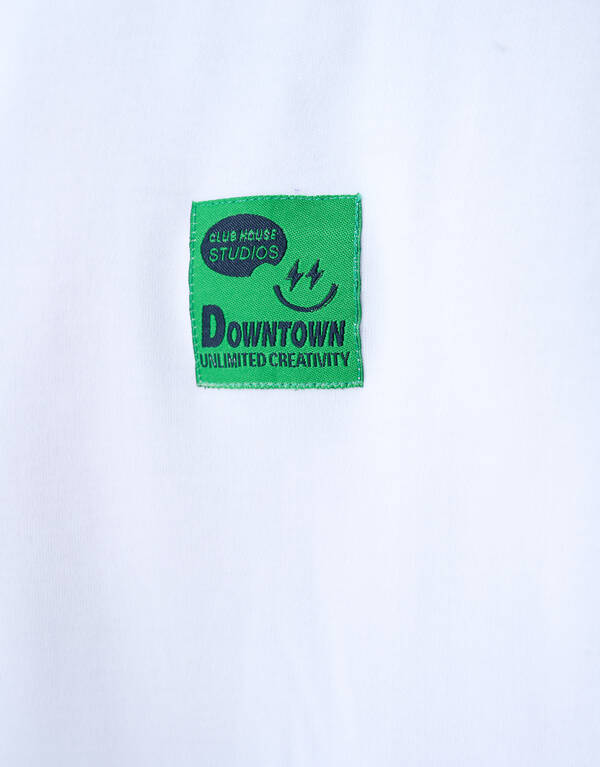 CLUB HOUSE
STUDIOS
DOWNTOWN
UNLIMITED CREATIVITY